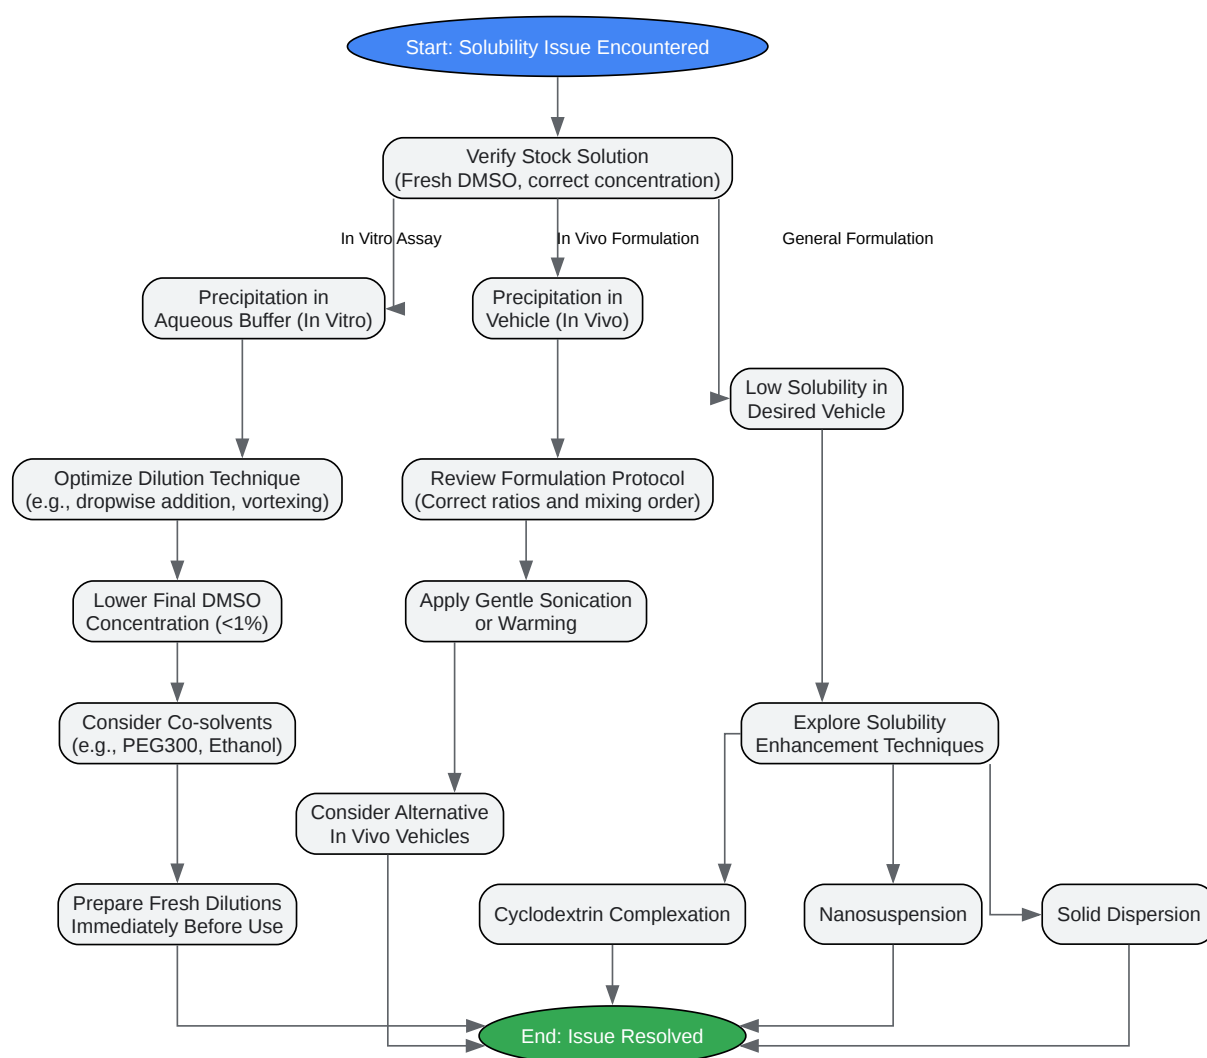 Start: Solubility Issue Encountered
Verify Stock Solution
(Fresh DMSO, correct concentration)
In Vitro Assay
In Vivo Formulation
General Formulation
Precipitation in
Aqueous Buffer (In Vitro)
Precipitation in
Vehicle (In Vivo)
Low Solubility in
Desired Vehicle
Optimize Dilution Technique
(e.g., dropwise addition, vortexing)
Review Formulation Protocol
(Correct ratios and mixing order)
Lower Final DMSO
Concentration (<1%)
Apply Gentle Sonication
or Warming
Consider Co-solvents
(e.g., PEG300, Ethanol)
Explore Solubility
Enhancement Techniques
Consider Alternative
In Vivo Vehicles
Prepare Fresh Dilutions
Immediately Before Use
Cyclodextrin Complexation
Nanosuspension
Solid Dispersion
End: Issue Resolved